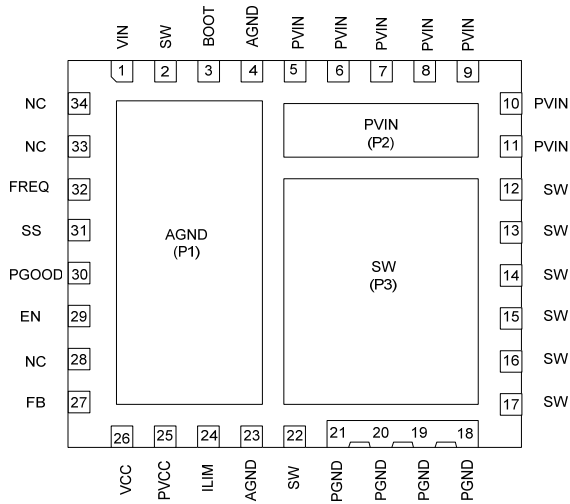 VIN SW BOOT AGND PVIN PVIN PVIN PVIN PVIN
1 2 3 4 5 6 7 8 9
NC 34 10 PVIN
PVIN
(P2)
NC 33 11 PVIN
FREQ 32 12 SW
SS 31 13 SW
AGND
(P1)
PGOOD 30 14 SW
SW
(P3)
EN 29 15 SW
NC 28 16 SW
FB 27 17 SW
26 25 24 23 22 21 20 19 18
VCC PVCC ILIM AGND SW PGND PGND PGND PGND